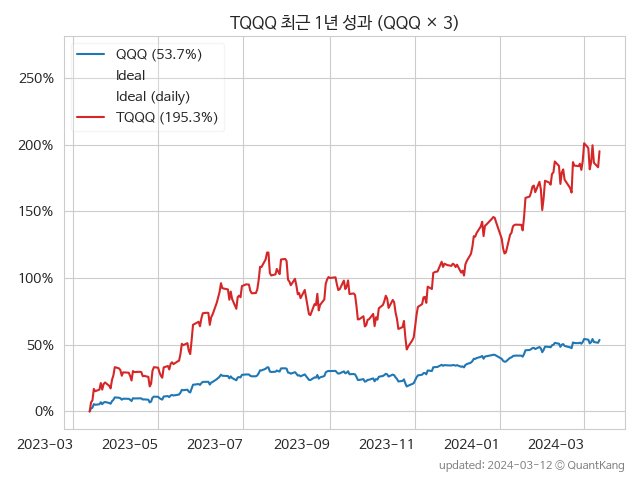 TQQQ 최근 1년 성과 (QQQ × 3)
QQQ (53.7%)
Ideal
Ideal (daily)
TQQQ (195.3%)
250%
200%
150%
100%
50%
0%
2023-03 2023-05 2023-07 2023-09 2023-11 2024-01 2024-03
updated: 2024-03-12 © QuantKang